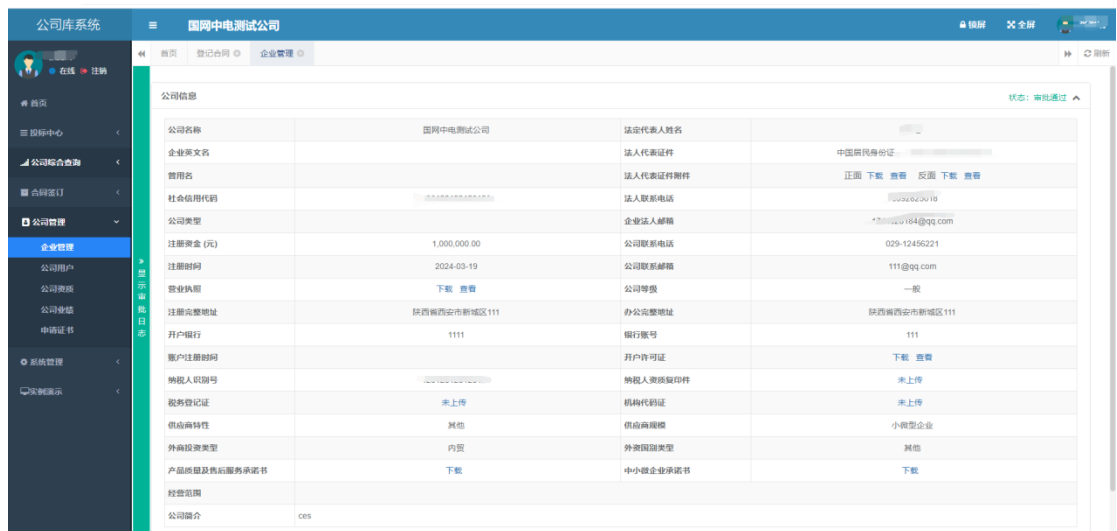 公司库系统
国网中电测试公司
锁屏
全屏
在线 注销
首页 登记合同 企业管理
刷新
首页
投标中心
公司综合查询
合同签订
公司管理
企业管理
公司用户
公司资质
公司业绩
申请证书
系统管理
实例演示
显示审批日志
公司信息 状态：审批通过
公司名称 国网中电测试公司 法定代表人姓名
企业英文名 法人代表证件 中国居民身份证
曾用名 法人代表证件附件 正面 下载 查看 反面 下载 查看
社会信用代码 法人联系电话
公司类型 企业法人邮箱 184@qq.com
注册资金 (元) 1,000,000.00 公司联系电话 029-12456221
注册时间 2024-03-19 公司联系邮箱 111@qq.com
营业执照 下载 查看 公司等级 一般
注册完整地址 陕西省西安市新城区111 办公完整地址 陕西省西安市新城区111
开户银行 1111 银行账号 111
账户注册时间 开户许可证 下载 查看
纳税人识别号 纳税人资质复印件 未上传
税务登记证 未上传 机构代码证 未上传
供应商特性 其他 供应商规模 小微型企业
外商投资类型 内贸 外资国别类型 其他
产品质量及售后服务承诺书 下载 中小微企业承诺书 下载
经营范围
公司简介 ces